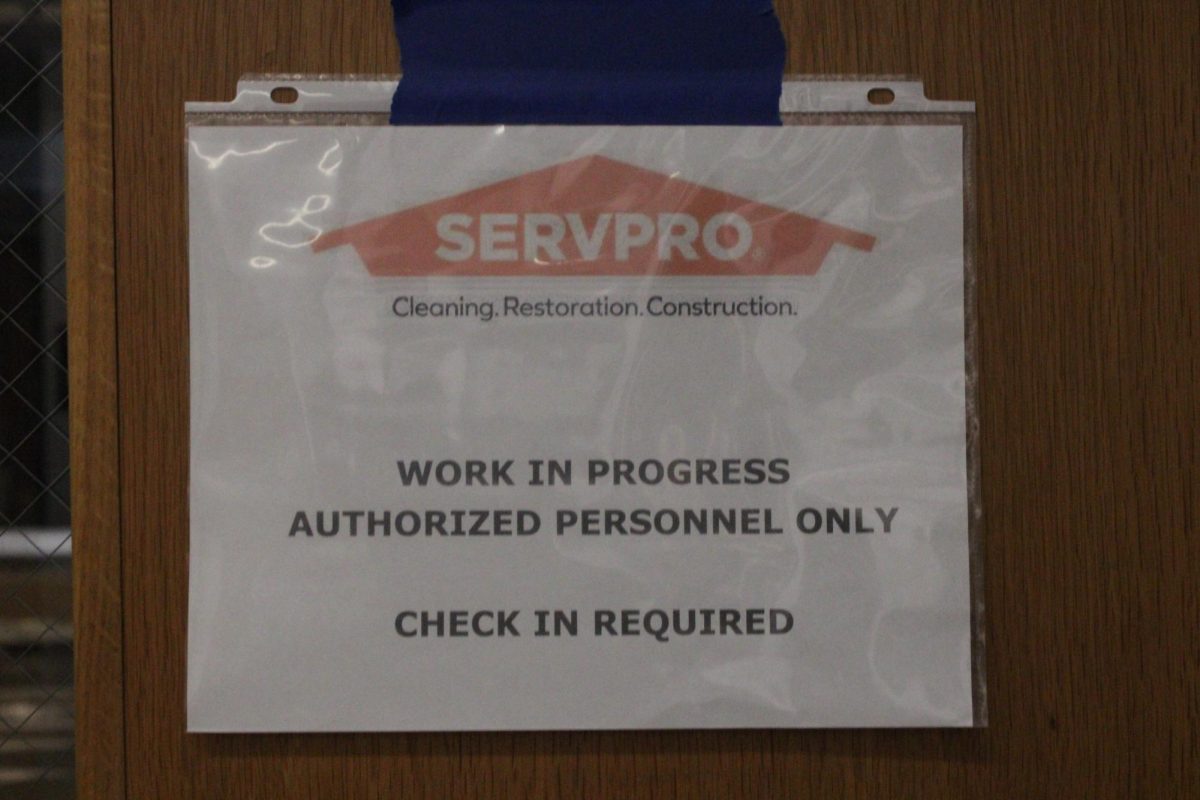 SERVPRO®
Cleaning. Restoration. Construction.
WORK IN PROGRESS
AUTHORIZED PERSONNEL ONLY
CHECK IN REQUIRED